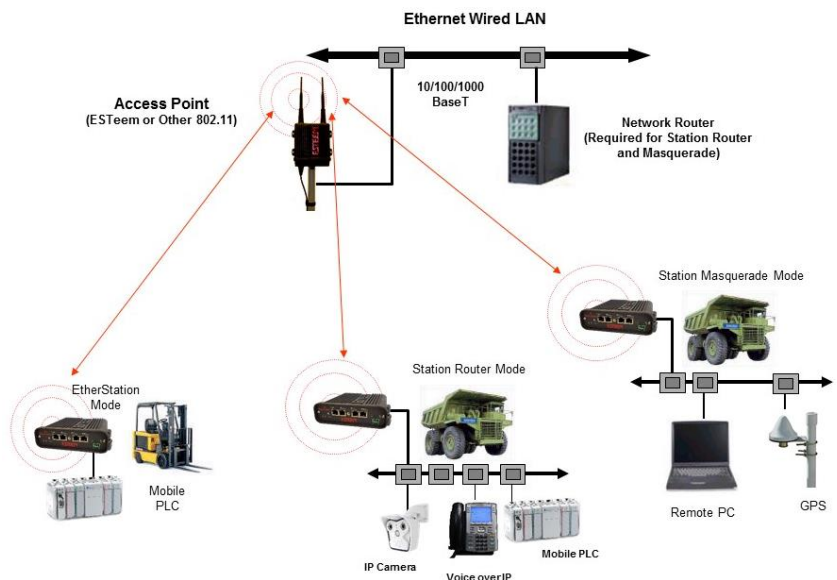 Ethernet Wired LAN
10/100/1000
BaseT
Access Point
(ESTeem or Other 802.11)
Network Router
(Required for Station Router
and Masquerade)
ESTEEM
Station Masquerade Mode
EtherStation
Mode
Station Router Mode
Mobile
PLC
Remote PC
GPS
IP Camera
Voice over IP
Mobile PLC